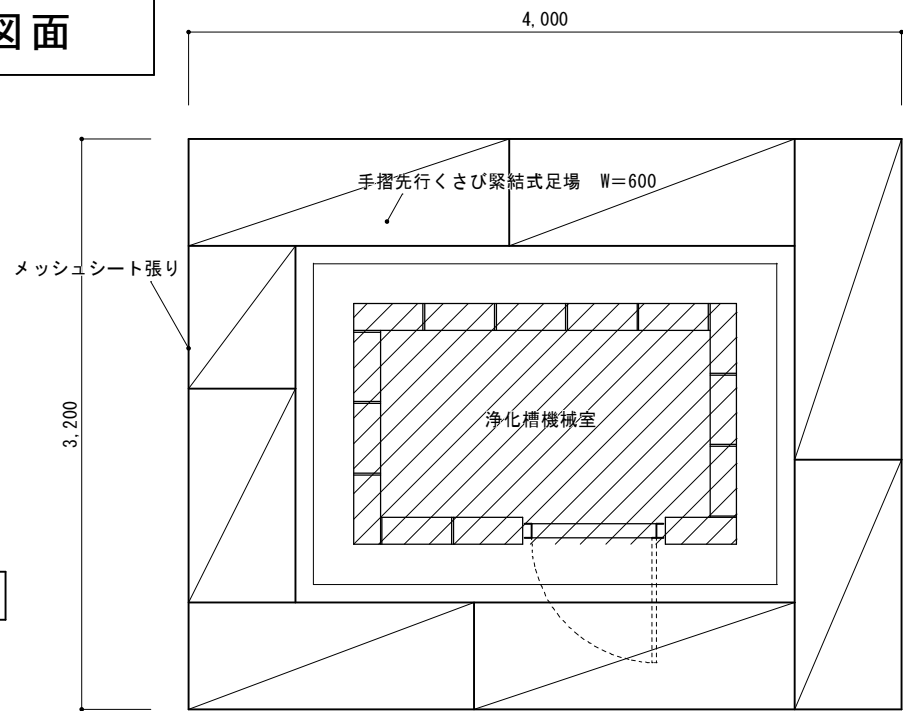 図面
4,000
手摺先行くさび緊結式足場 W=600
メッシュシート張り
3,200
浄化槽機械室